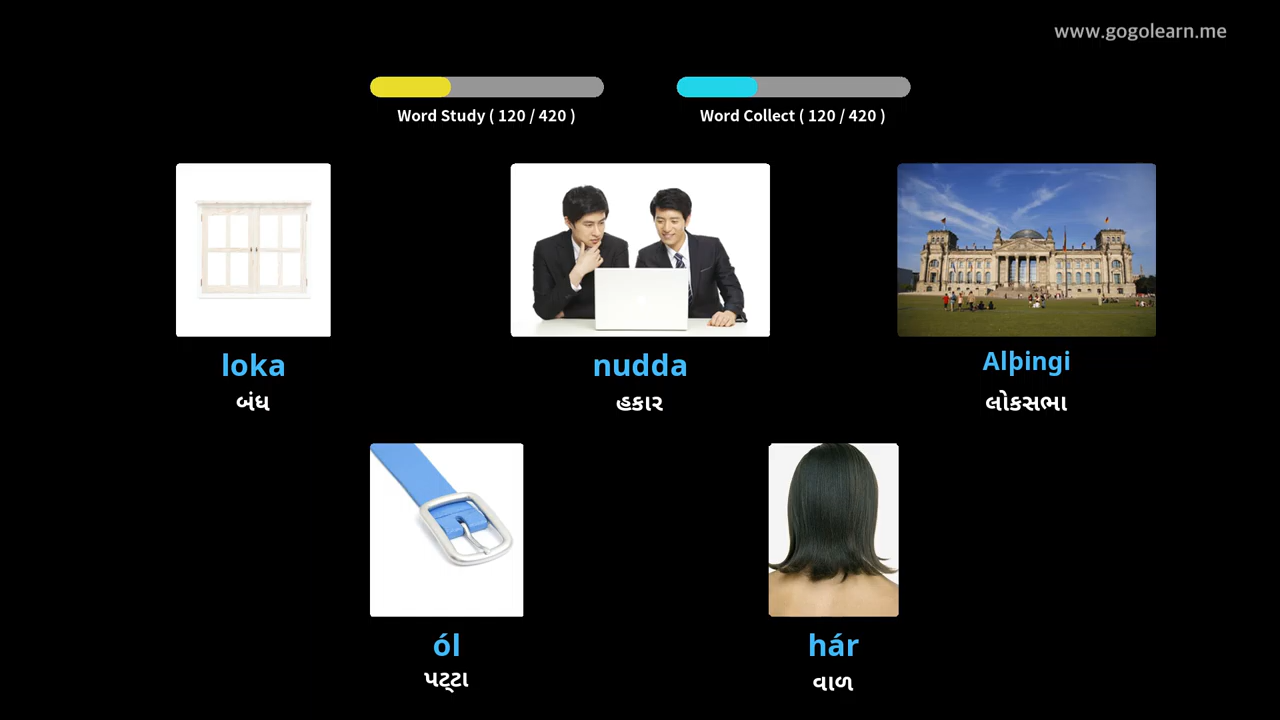 www.gogolearn.me
Word Study ( 120 / 420 )
Word Collect ( 120 / 420 )
loka
nudda
Alþingi
બંધ
હકાર
લોકસભા
ól
hár
પટ્ટા
વાળ